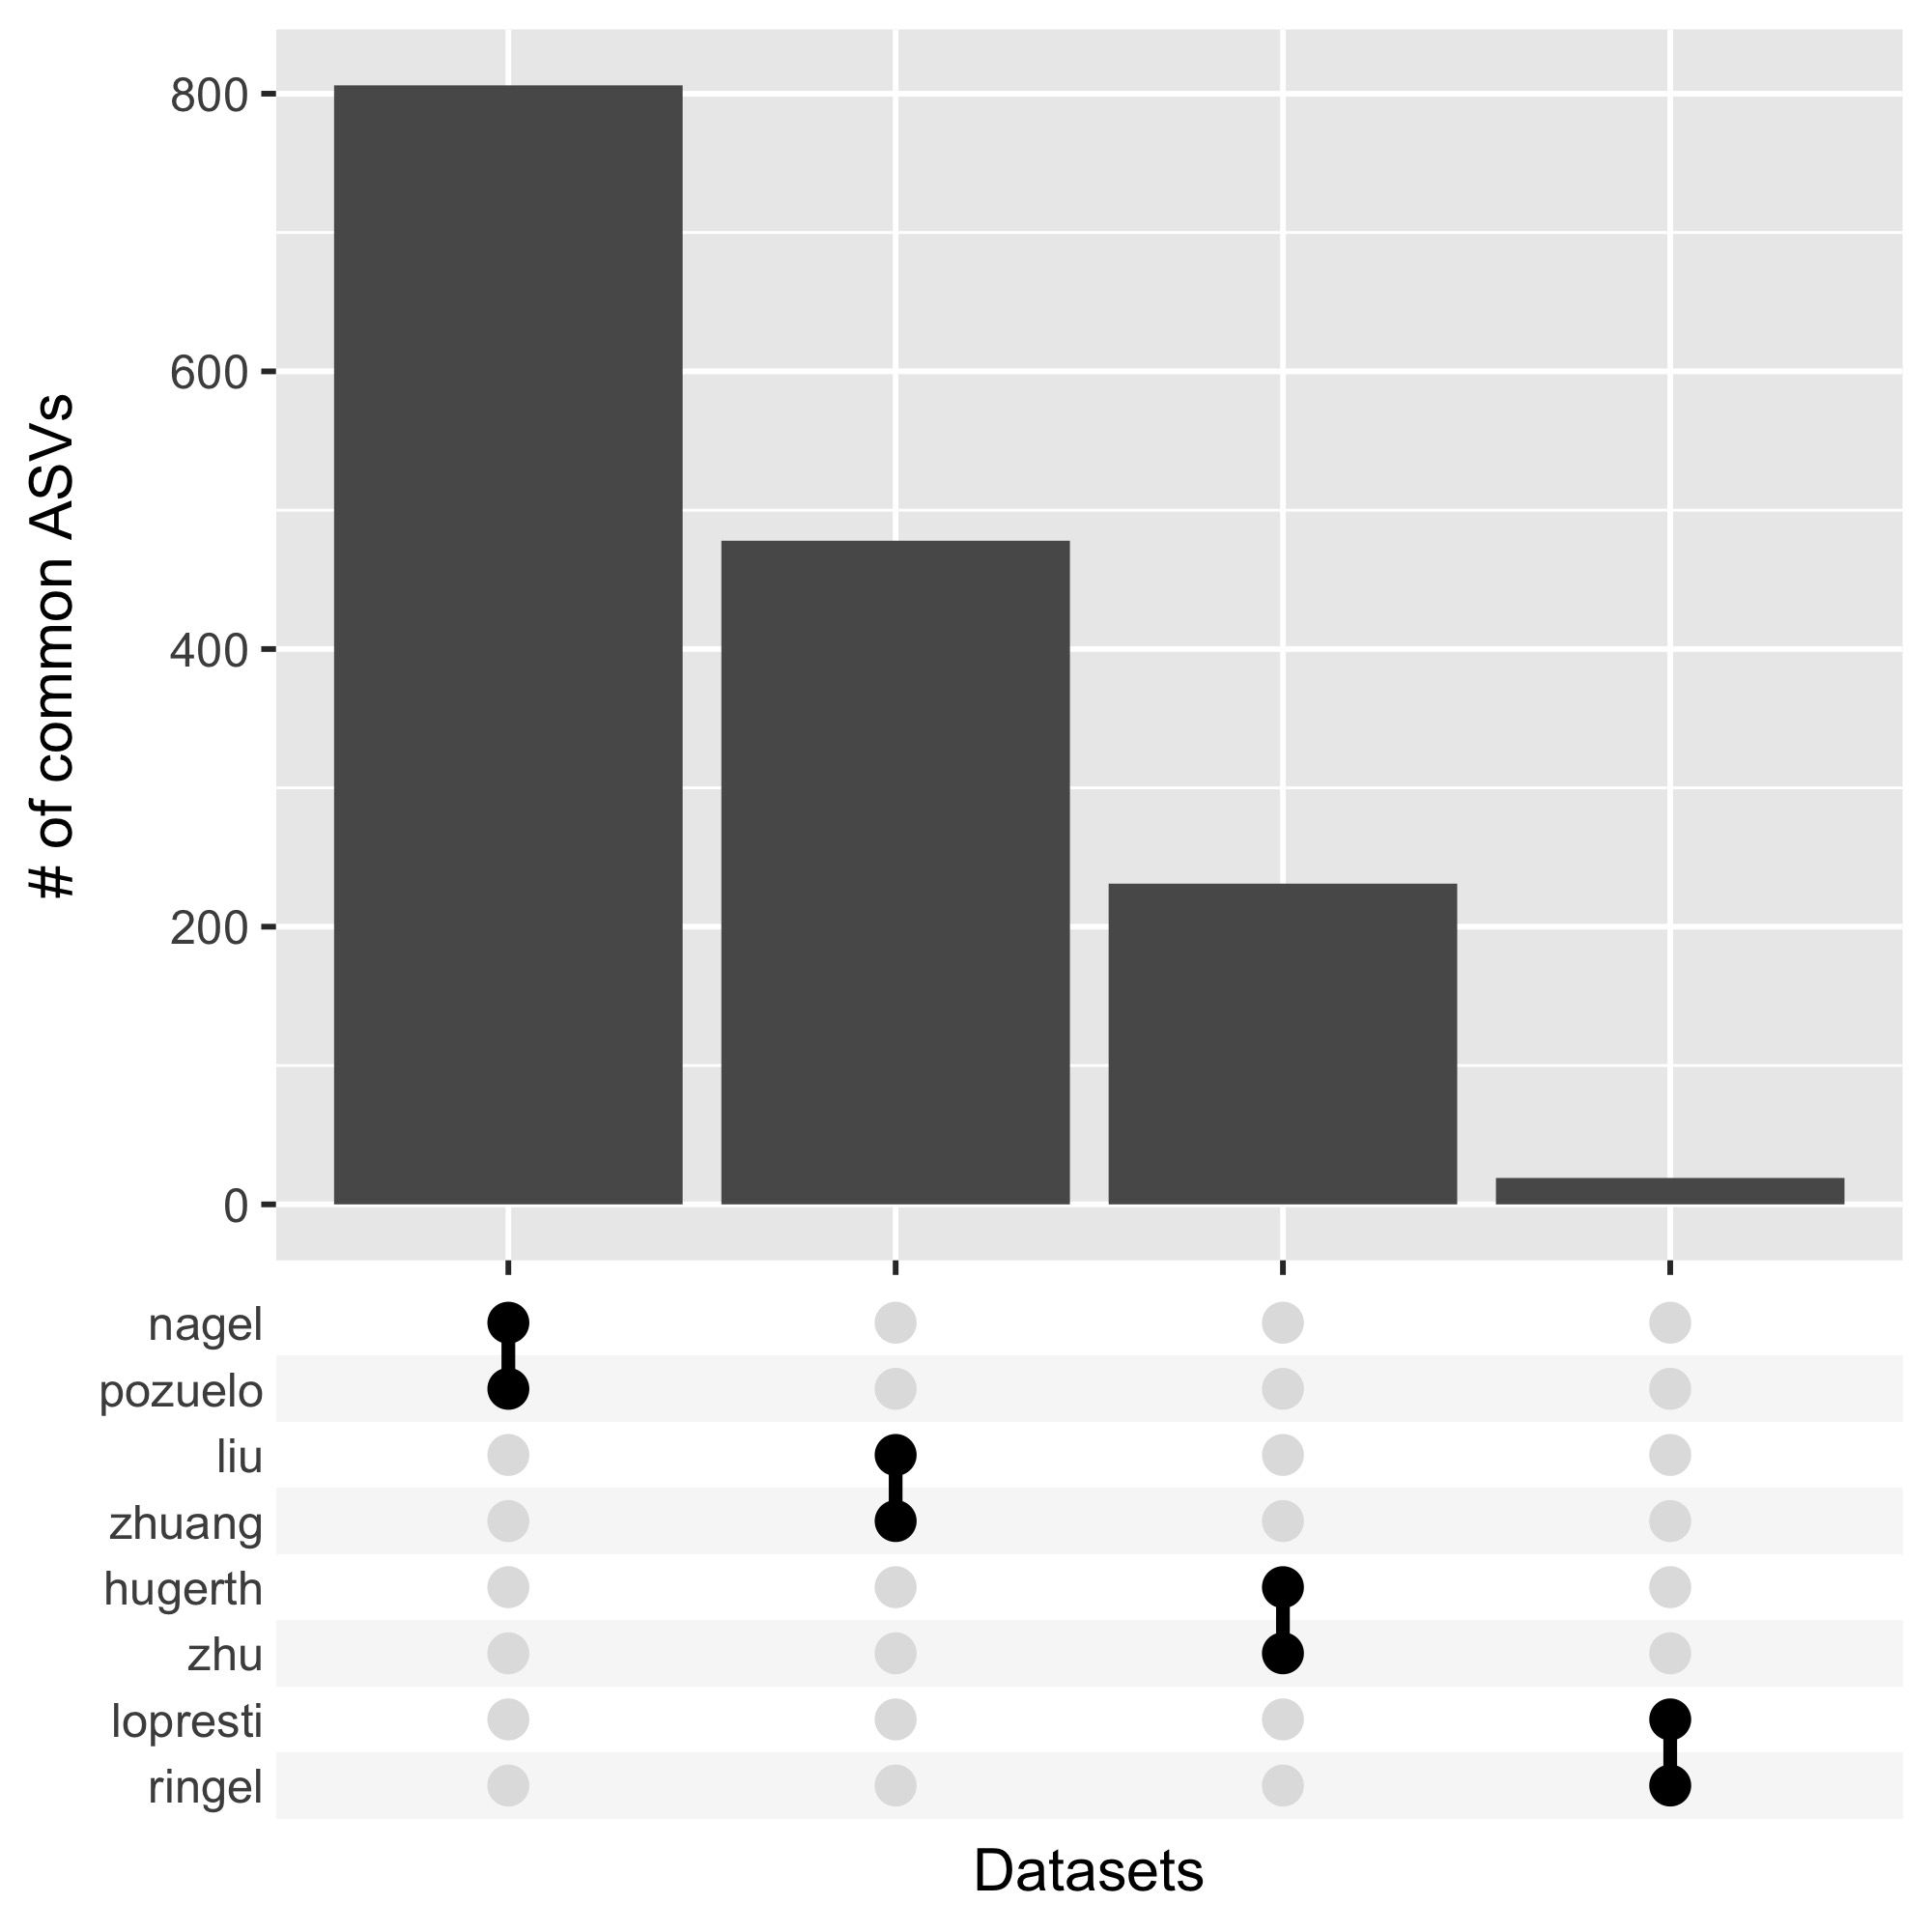 # of common ASVs
800
600
400
200
0
nagel
pozuelo
liu
zhuang
hugerth
zhu
lopresti
ringel
Datasets